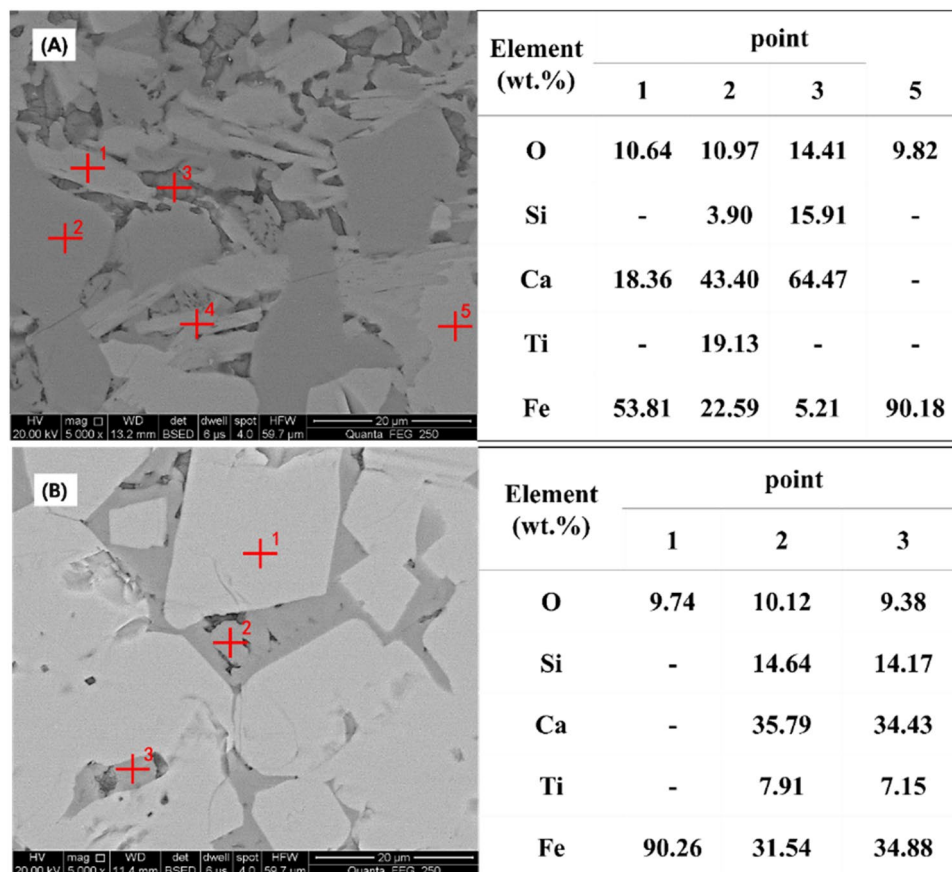 (A)
1
3
2
4
5
HV mag □ WD det dwell spot HFW 20 µm
20.00 kV 5 000 x 13.2 mm BSED 6 µs 4.0 59.7 µm Quanta FEG 250
Element (wt.%) point
1 2 3 5
O 10.64 10.97 14.41 9.82
Si - 3.90 15.91 -
Ca 18.36 43.40 64.47 -
Ti - 19.13 - -
Fe 53.81 22.59 5.21 90.18
(B)
1
2
3
HV mag □ WD det dwell spot HFW 20 µm
20.00 kV 5 000 x 11.4 mm BSED 6 µs 4.0 59.7 µm Quanta FEG 250
Element (wt.%) point
1 2 3
O 9.74 10.12 9.38
Si - 14.64 14.17
Ca - 35.79 34.43
Ti - 7.91 7.15
Fe 90.26 31.54 34.88